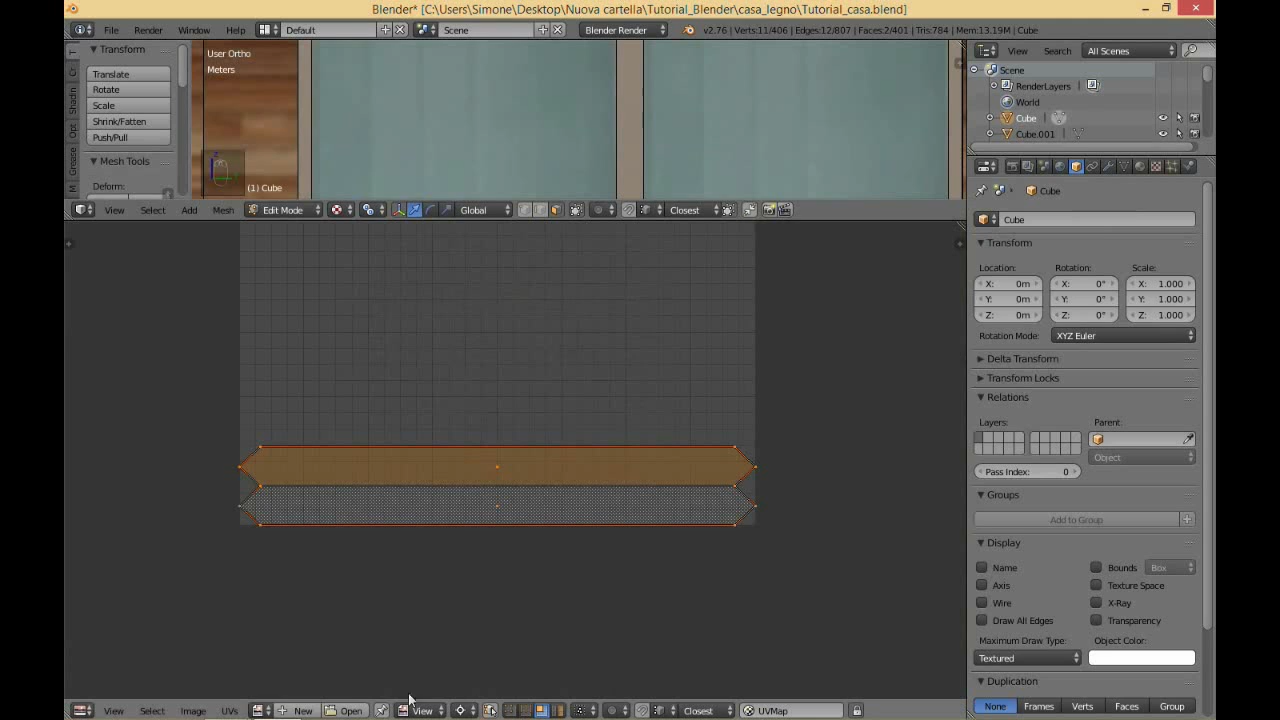 Blender* [C:\Users\Simone\Desktop\Nuova cartella\Tutorial_Blender\casa_legno\Tutorial_casa.blend]
File Render Window Help Default Scene Blender Render v2.76 | Verts:11/406 | Edges:12/807 | Faces:2/401 | Tris:784 | Mem:13.19M | Cube
Transform
Translate
Rotate
Scale
Shrink/Fatten
Push/Pull
Mesh Tools
Deform:
User Ortho
Meters
(1) Cube
View Search All Scenes
Scene
RenderLayers
World
Cube
Cube.001
View Select Add Mesh Edit Mode Global Closest
Cube
Cube
Transform
Location: Rotation: Scale:
X: 0m X: 0° X: 1.000
Y: 0m Y: 0° Y: 1.000
Z: 0m Z: 0° Z: 1.000
Rotation Mode: XYZ Euler
Delta Transform
Transform Locks
Relations
Layers: Parent:
Object
Pass Index: 0
Groups
Add to Group
Display
Name Bounds Box
Axis Texture Space
Wire X-Ray
Draw All Edges Transparency
Maximum Draw Type: Object Color:
Textured
Duplication
None Frames Verts Faces Group
View Select Image UVs New Open View Closest UVMap